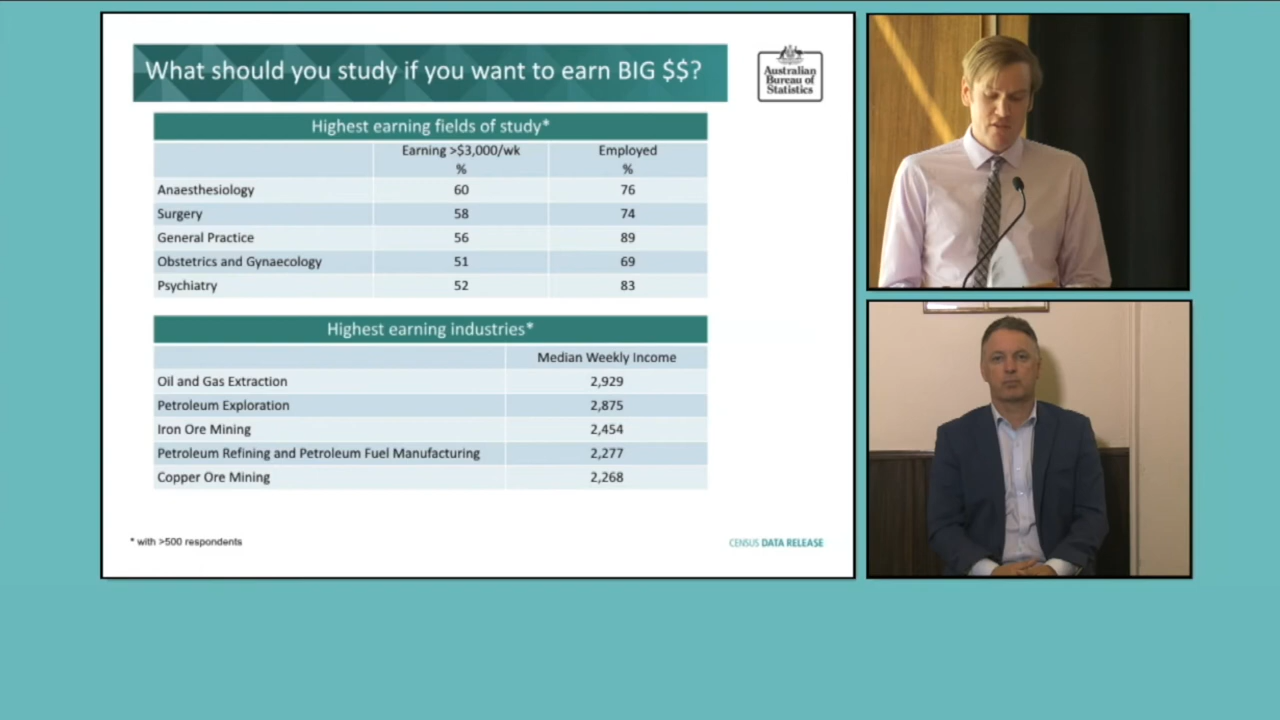 What should you study if you want to earn BIG $$?
Australian
Bureau of
Statistics
Highest earning fields of study*
Earning >$3,000/wk Employed
% %
Anaesthesiology 60 76
Surgery 58 74
General Practice 56 89
Obstetrics and Gynaecology 51 69
Psychiatry 52 83
Highest earning industries*
Median Weekly Income
Oil and Gas Extraction 2,929
Petroleum Exploration 2,875
Iron Ore Mining 2,454
Petroleum Refining and Petroleum Fuel Manufacturing 2,277
Copper Ore Mining 2,268
* with >500 respondents
CENSUS DATA RELEASE